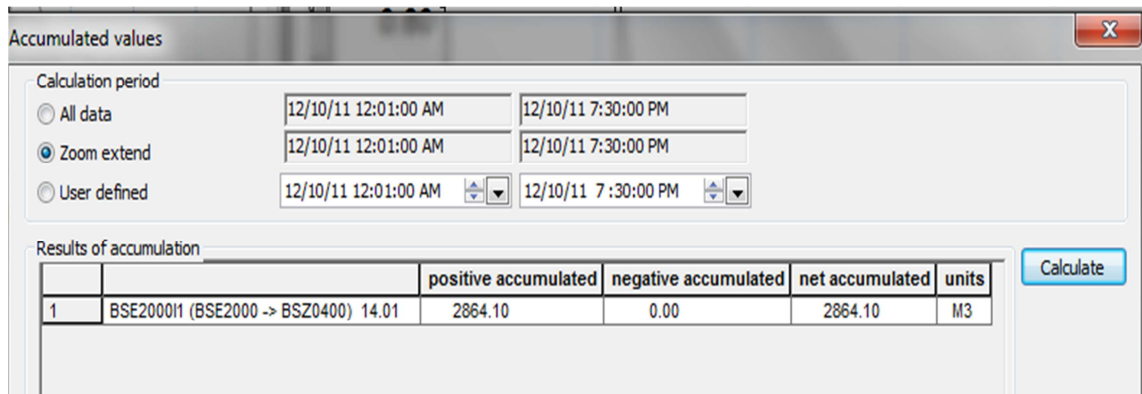 Accumulated values
Calculation period
All data 12/10/11 12:01:00 AM 12/10/11 7:30:00 PM
Zoom extend 12/10/11 12:01:00 AM 12/10/11 7:30:00 PM
User defined 12/10/11 12:01:00 AM 12/10/11 7 :30:00 PM
Results of accumulation
Calculate
positive accumulated negative accumulated net accumulated units
1 BSE2000I1 (BSE2000 -> BSZ0400) 14.01 2864.10 0.00 2864.10 M3